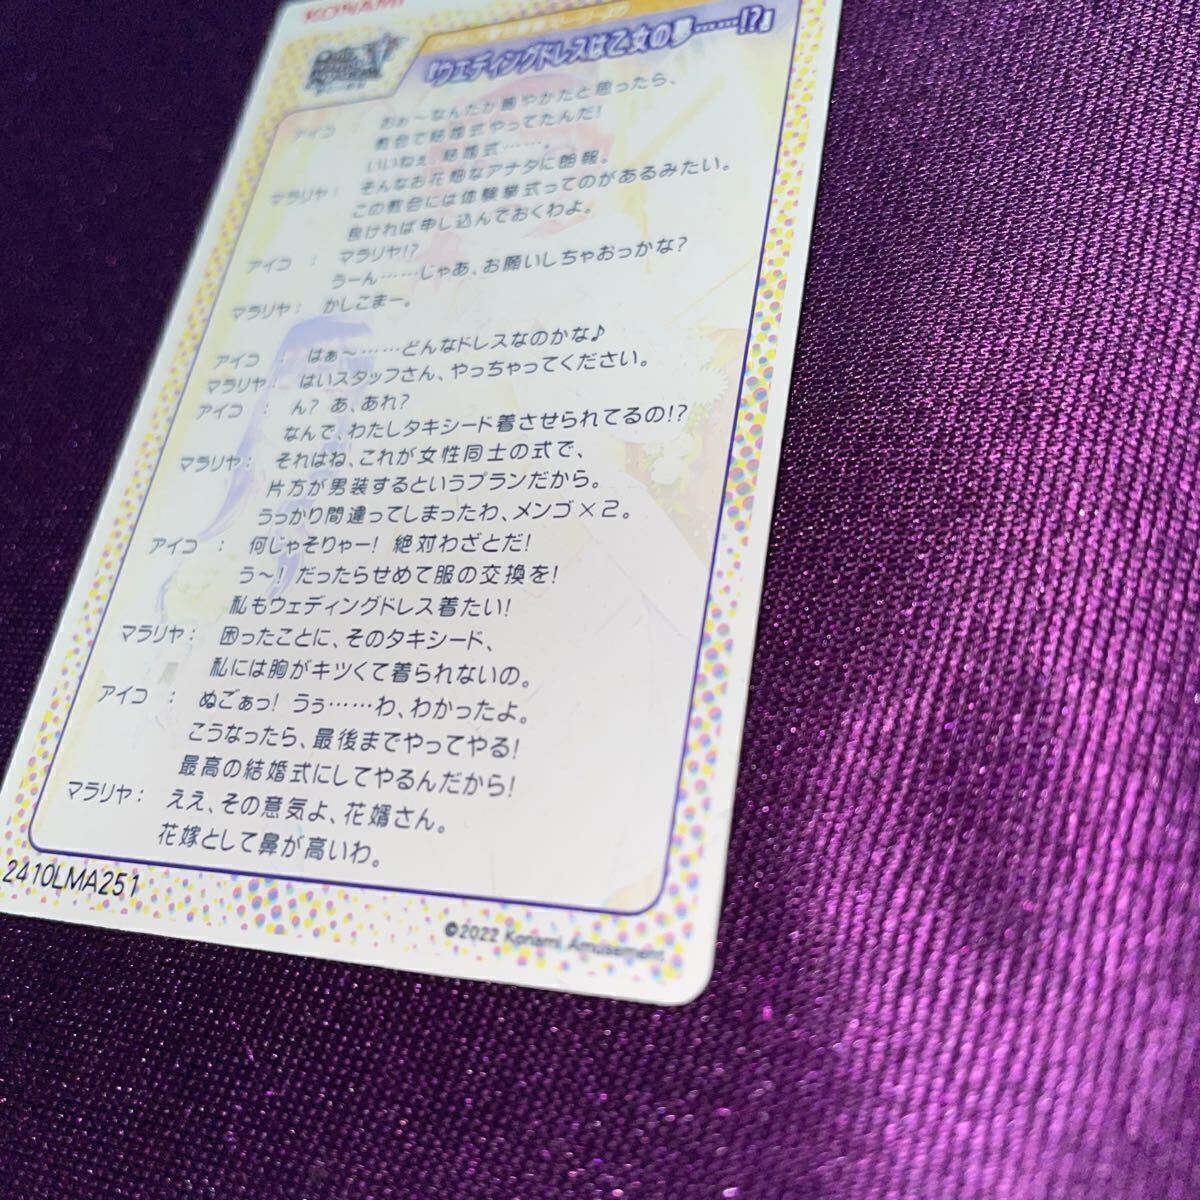 KONAMI
『ウェディングドレスは乙女の夢……!?』
アイコ : おぉ～なんだか賑やかだと思ったら、
教会で結婚式やってたんだ!
いいねぇ、結婚式……。
マラリヤ: そんなお花畑なアナタに朗報。
この教会には体験挙式ってのがあるみたい。
良ければ申し込んでおくわよ。
アイコ : マラリヤ!?
うーん……じゃあ、お願いしちゃおっかな?
マラリヤ: かしこまー。
アイコ : はぁ～……どんなドレスなのかな♪
マラリヤ: はいスタッフさん、やっちゃってください。
アイコ : ん? あ、あれ?
なんで、わたしタキシード着させられてるの!?
マラリヤ: それはね、これが女性同士の式で、
片方が男装するというプランだから。
うっかり間違ってしまったわ、メンゴ×2。
アイコ : 何じゃそりゃー! 絶対わざとだ!
う～! だったらせめて服の交換を!
私もウェディングドレス着たい!
マラリヤ: 困ったことに、そのタキシード、
私には胸がキツくて着られないの。
アイコ : ぬごぁっ! うぅ……わ、わかったよ。
こうなったら、最後までやってやる!
最高の結婚式にしてやるんだから!
マラリヤ: ええ、その意気よ、花婿さん。
花嫁として鼻が高いわ。
2410LMA251
©2022 Konami Amusement